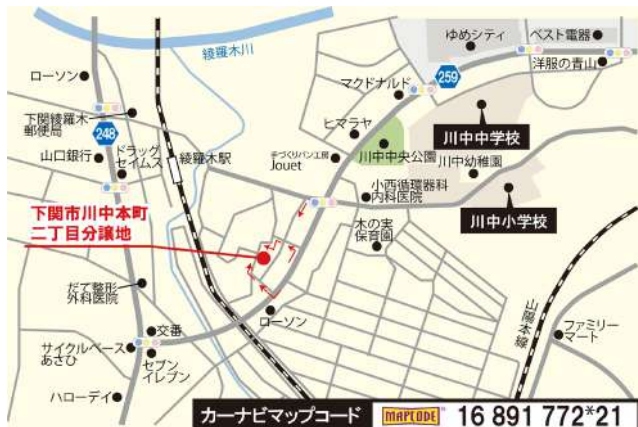 綾羅木川
ゆめシティ
ベスト電器
洋服の青山
ローソン
259
マクドナルド
下関綾羅木
郵便局
ヒマラヤ
川中中学校
248
山口銀行
ドラッグ
セイムス
綾羅木駅
手づくりパン工房
Jouet
川中中央公園
川中幼稚園
小西循環器科
内科医院
川中小学校
下関市川中本町
二丁目分譲地
木の実
保育園
だて整形
外科医院
山陽本線
交番
ローソン
ファミリー
マート
サイクルベース
あさひ
セブン
イレブン
ハローデイ
カーナビマップコード MAPCODE 16 891 772*21